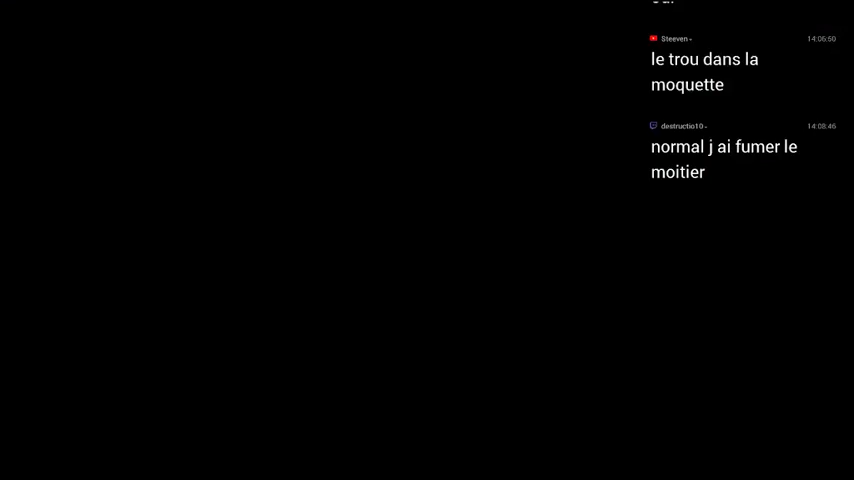 Steeven
14:05:50
le trou dans la
moquette
destructio10
14:08:46
normal j ai fumer le
moitier